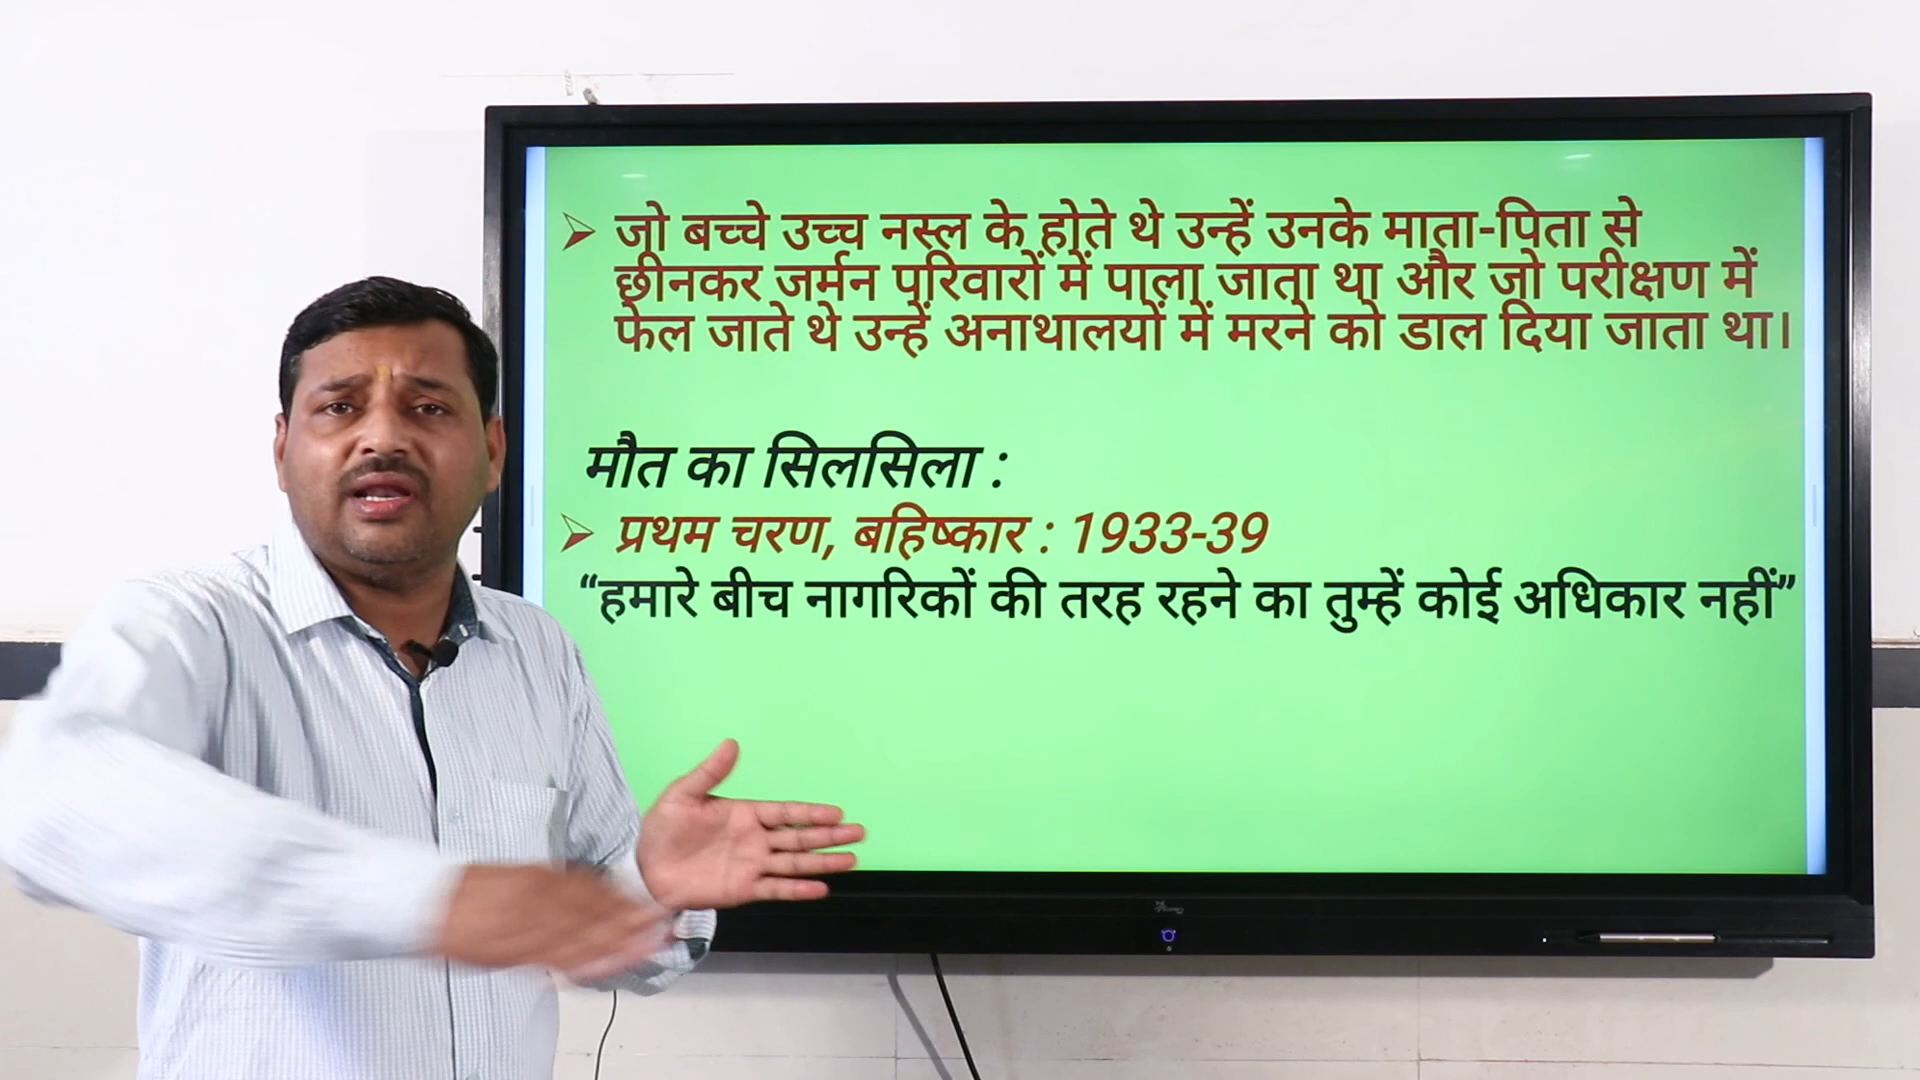 ➢ जो बच्चे उच्च नस्ल के होते थे उन्हें उनके माता-पिता से
छीनकर जर्मन परिवारों में पाला जाता था और जो परीक्षण में
फेल जाते थे उन्हें अनाथालयों में मरने को डाल दिया जाता था।
मौत का सिलसिला :
➢ प्रथम चरण, बहिष्कार : 1933-39
“हमारे बीच नागरिकों की तरह रहने का तुम्हें कोई अधिकार नहीं”